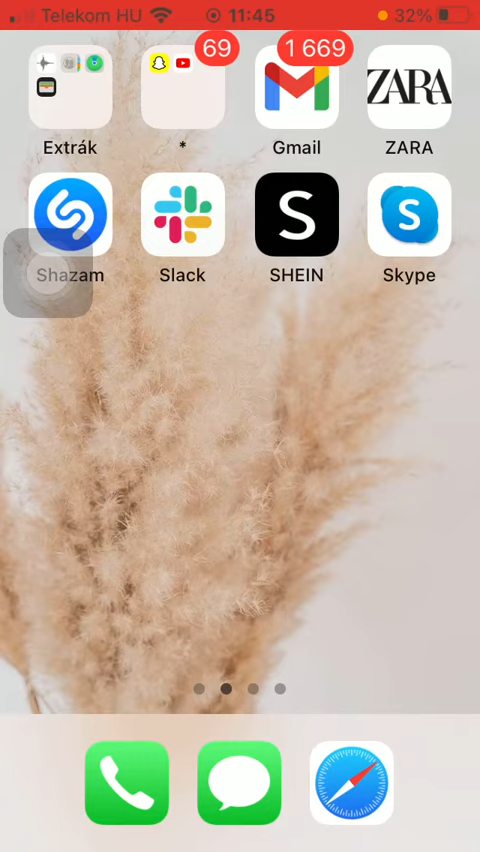 Telekom HU 11:45 32%
69 1 669
ZARA
Extrák * Gmail ZARA
S S
Shazam Slack SHEIN Skype